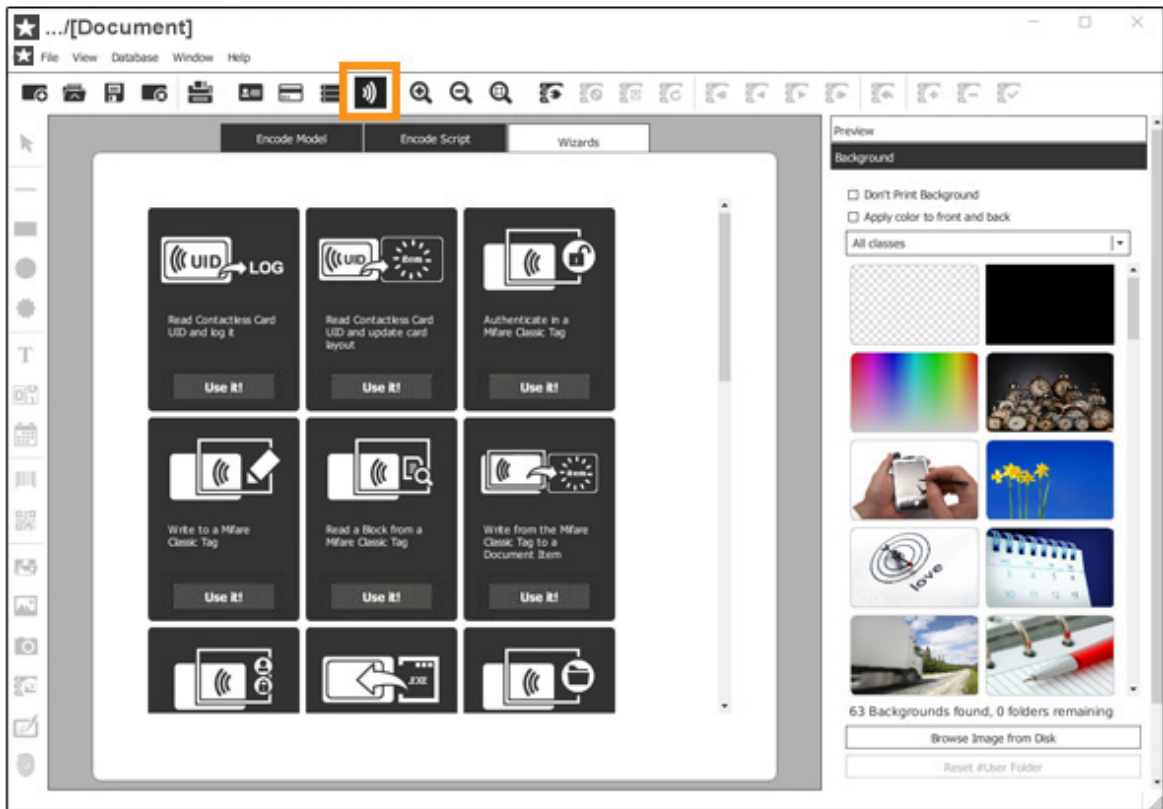 .../[Document]
File View Database Window Help
Encode Model Encode Script Wizards
UID LOG
Read Contactless Card
UID and log it
Use it!
UID Item
Read Contactless Card
UID and update card
layout
Use it!
Authenticate in a
Mifare Classic Tag
Use it!
Write to a Mifare
Classic Tag
Use it!
Read a Block from a
Mifare Classic Tag
Use it!
Item
Write from the Mifare
Classic Tag to a
Document Item
Use it!
.EXE
Preview
Background
Don't Print Background
Apply color to front and back
All classes
love
63 Backgrounds found, 0 folders remaining
Browse Image from Disk
Reset #User Folder